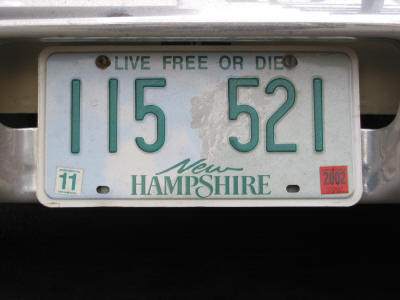 LIVE FREE OR DIE
115 521
11
2002
New
HAMPSHIRE